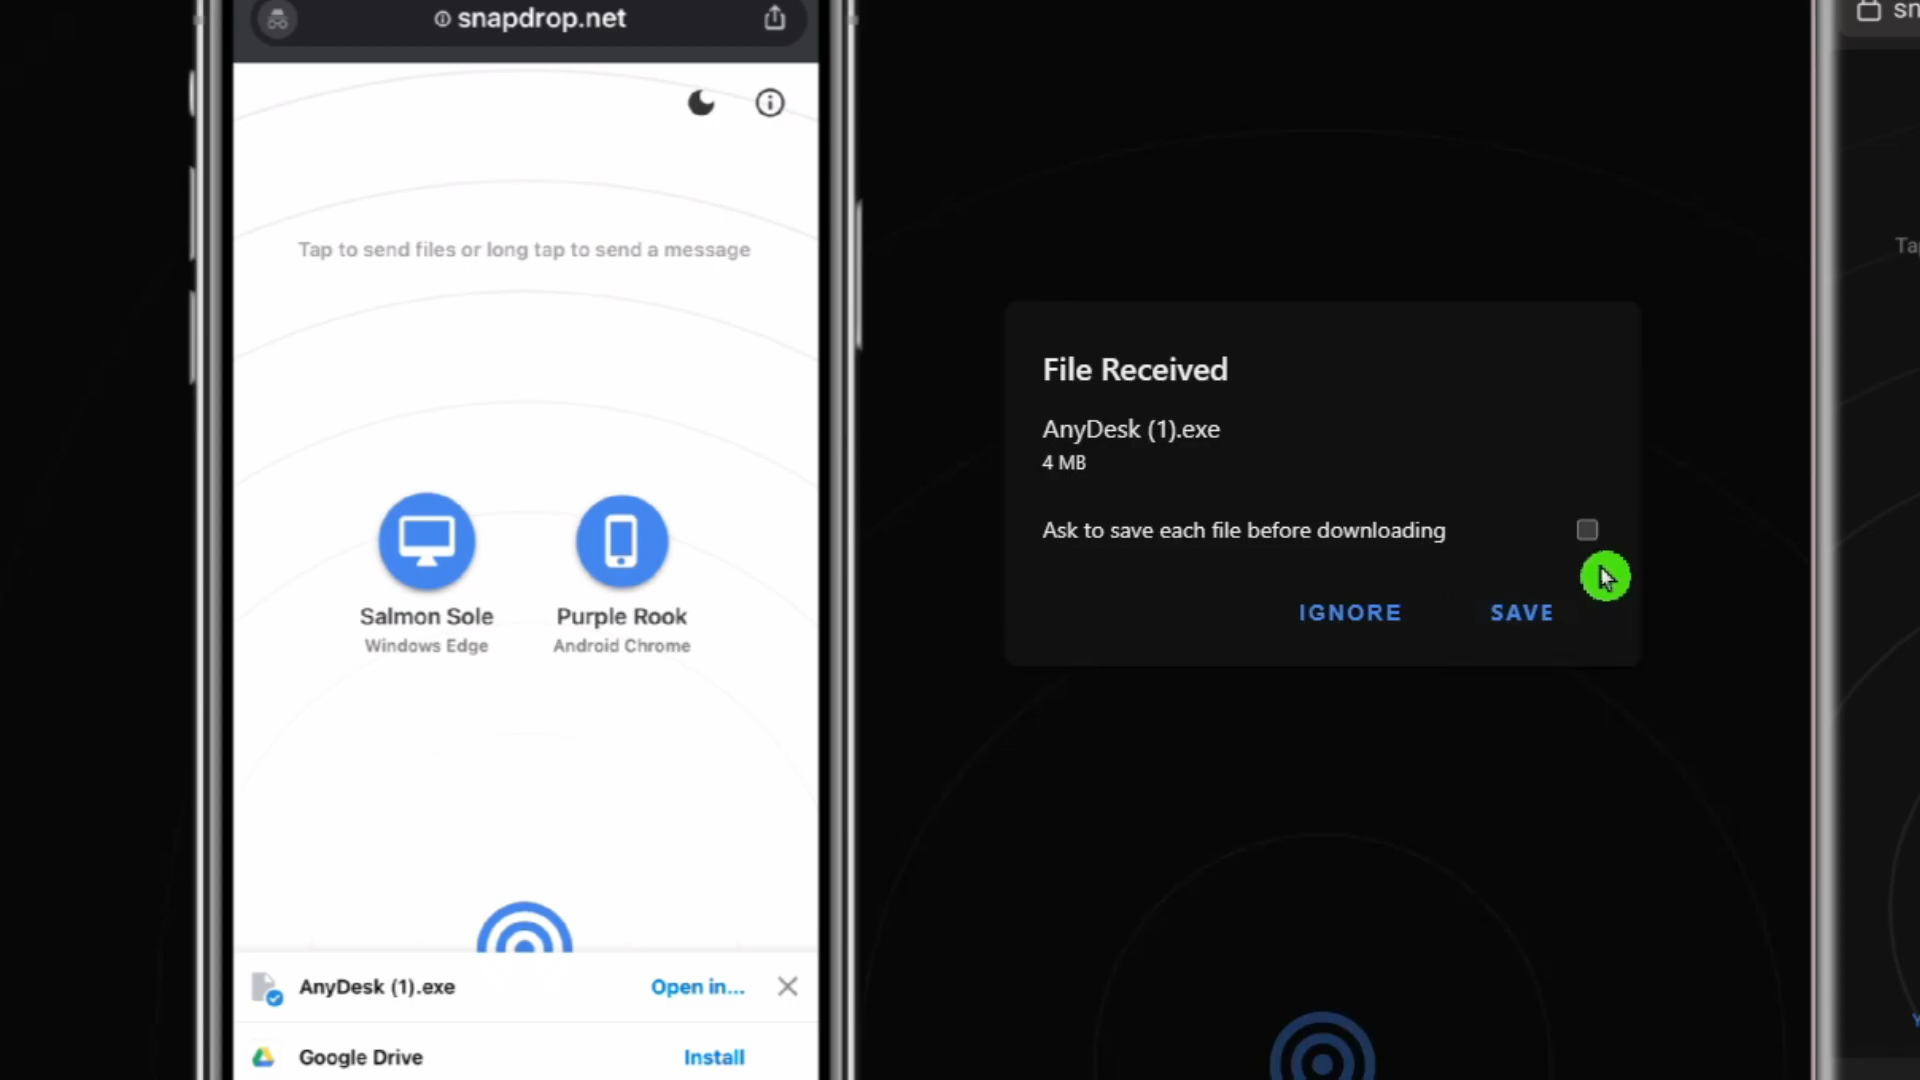 snapdrop.net
Tap to send files or long tap to send a message
Salmon Sole
Windows Edge
Purple Rook
Android Chrome
AnyDesk (1).exe
Open in...
Google Drive
Install
File Received
AnyDesk (1).exe
4 MB
Ask to save each file before downloading
IGNORE
SAVE